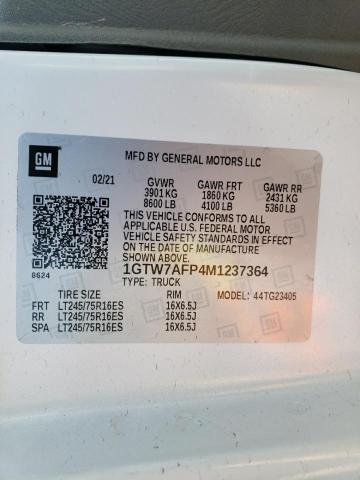 GM
MFD BY GENERAL MOTORS LLC
02/21 GVWR GAWR FRT GAWR RR
3901 KG 1860 KG 2431 KG
8600 LB 4100 LB 5360 LB
THIS VEHICLE CONFORMS TO ALL
APPLICABLE U.S. FEDERAL MOTOR
VEHICLE SAFETY STANDARDS IN EFFECT
ON THE DATE OF MANUFACTURE
SHOWN ABOVE.
8624 1GTW7AFP4M1237364
TYPE: TRUCK
TIRE SIZE RIM MODEL: 44TG23405
FRT LT245/75R16ES 16X6.5J
RR LT245/75R16ES 16X6.5J
SPA LT245/75R16ES 16X6.5J